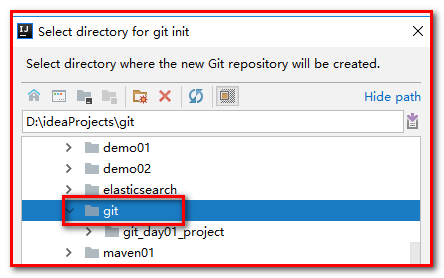 Select directory for git init
Select directory where the new Git repository will be created.
Hide path
D:\ideaProjects\git
demo01
demo02
elasticsearch
git
git_day01_project
maven01